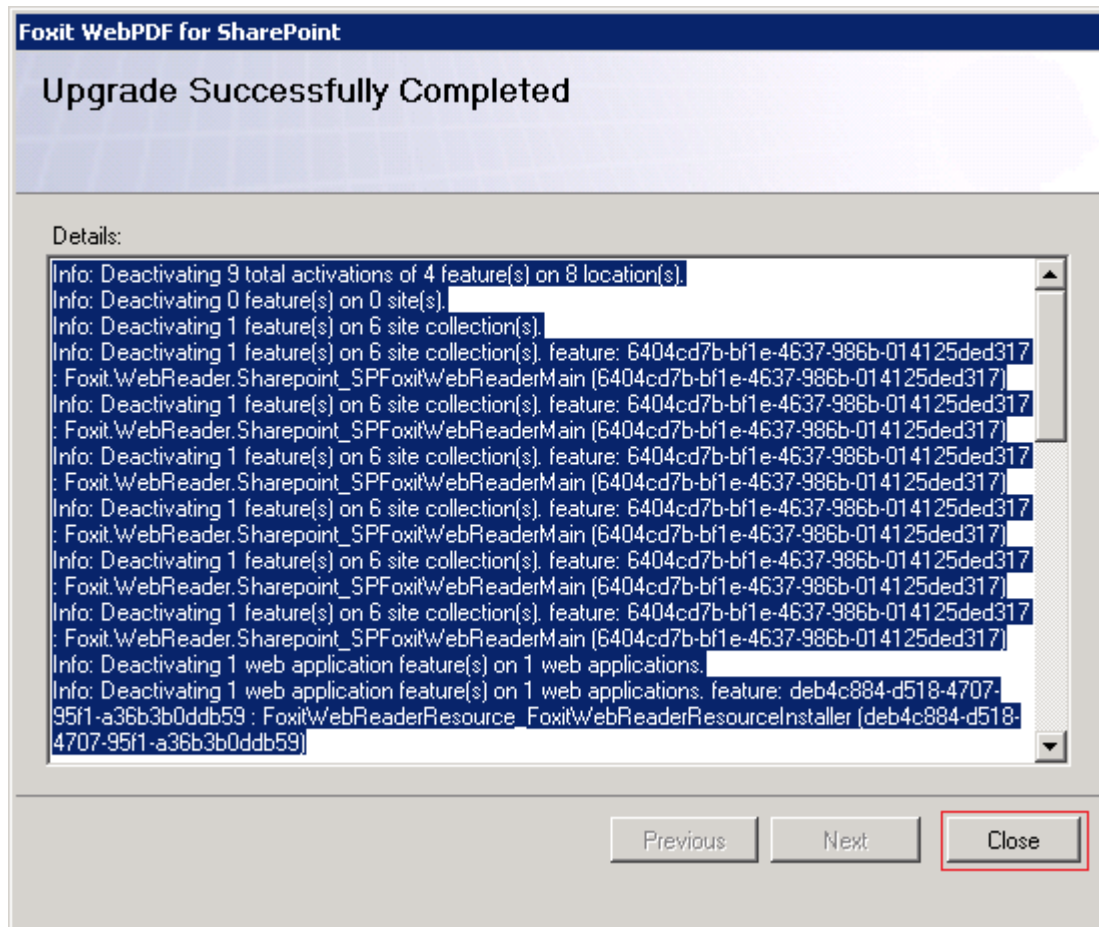 Foxit WebPDF for SharePoint
Upgrade Successfully Completed
Details:
Info: Deactivating 9 total activations of 4 feature(s) on 8 location(s).
Info: Deactivating 0 feature(s) on 0 site(s).
Info: Deactivating 1 feature(s) on 6 site collection(s).
Info: Deactivating 1 feature(s) on 6 site collection(s). feature: 6404cd7b-bf1e-4637-986b-014125ded317
: Foxit.WebReader.Sharepoint_SPFoxitWebReaderMain (6404cd7b-bf1e-4637-986b-014125ded317)
Info: Deactivating 1 feature(s) on 6 site collection(s). feature: 6404cd7b-bf1e-4637-986b-014125ded317
: Foxit.WebReader.Sharepoint_SPFoxitWebReaderMain (6404cd7b-bf1e-4637-986b-014125ded317)
Info: Deactivating 1 feature(s) on 6 site collection(s). feature: 6404cd7b-bf1e-4637-986b-014125ded317
: Foxit.WebReader.Sharepoint_SPFoxitWebReaderMain (6404cd7b-bf1e-4637-986b-014125ded317)
Info: Deactivating 1 feature(s) on 6 site collection(s). feature: 6404cd7b-bf1e-4637-986b-014125ded317
: Foxit.WebReader.Sharepoint_SPFoxitWebReaderMain (6404cd7b-bf1e-4637-986b-014125ded317)
Info: Deactivating 1 feature(s) on 6 site collection(s). feature: 6404cd7b-bf1e-4637-986b-014125ded317
: Foxit.WebReader.Sharepoint_SPFoxitWebReaderMain (6404cd7b-bf1e-4637-986b-014125ded317)
Info: Deactivating 1 feature(s) on 6 site collection(s). feature: 6404cd7b-bf1e-4637-986b-014125ded317
: Foxit.WebReader.Sharepoint_SPFoxitWebReaderMain (6404cd7b-bf1e-4637-986b-014125ded317)
Info: Deactivating 1 web application feature(s) on 1 web applications.
Info: Deactivating 1 web application feature(s) on 1 web applications. feature: deb4c884-d518-4707-
95f1-a36b3b0ddb59 : FoxitWebReaderResource_FoxitWebReaderResourceInstaller (deb4c884-d518-
4707-95f1-a36b3b0ddb59)
Previous
Next
Close